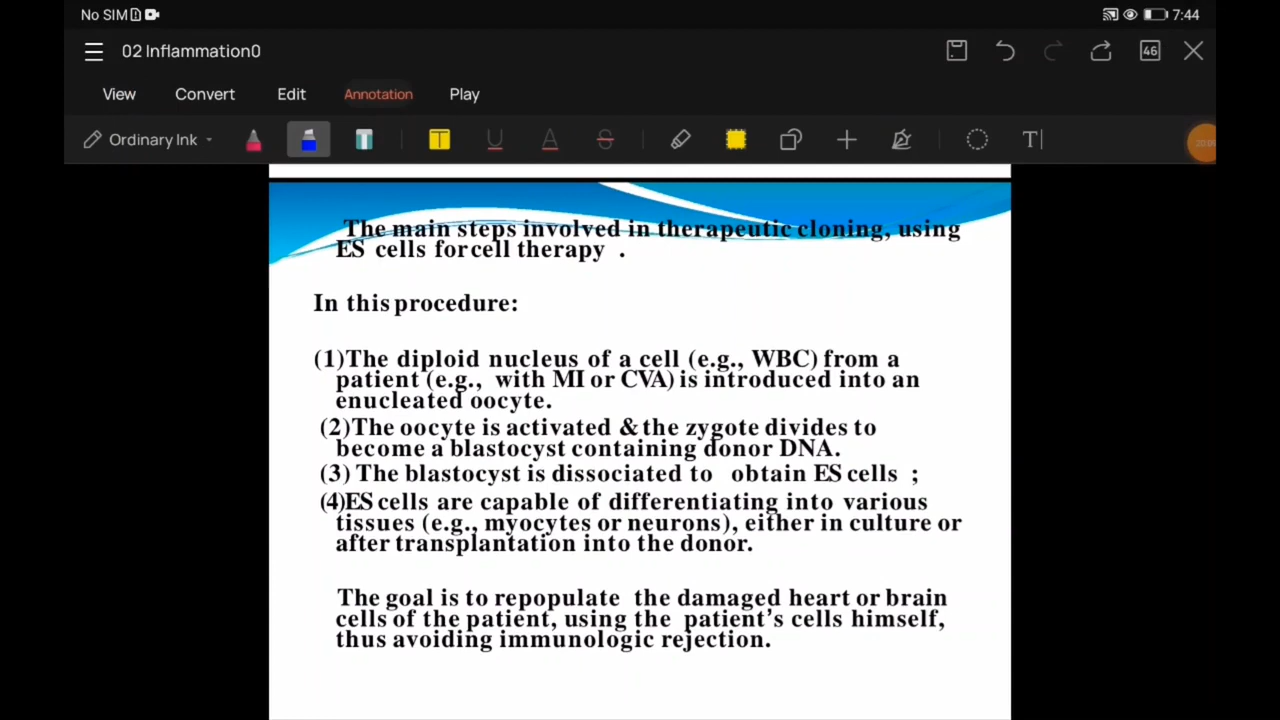 No SIM 7:44
02 Inflammation0 46
View Convert Edit Annotation Play
Ordinary Ink T
The main steps involved in therapeutic cloning, using
ES cells for cell therapy .
In this procedure:
(1)The diploid nucleus of a cell (e.g., WBC) from a
patient (e.g., with MI or CVA) is introduced into an
enucleated oocyte.
(2)The oocyte is activated & the zygote divides to
become a blastocyst containing donor DNA.
(3) The blastocyst is dissociated to obtain ES cells ;
(4)ES cells are capable of differentiating into various
tissues (e.g., myocytes or neurons), either in culture or
after transplantation into the donor.
The goal is to repopulate the damaged heart or brain
cells of the patient, using the patient's cells himself,
thus avoiding immunologic rejection.